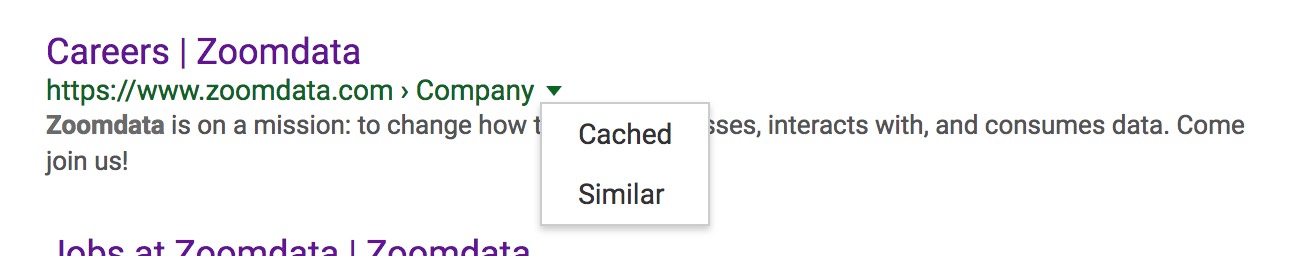 Careers | Zoomdata
https://www.zoomdata.com › Company
Zoomdata is on a mission: to change how sses, interacts with, and consumes data. Come
join us!
Cached
Similar
Jobs at Zoomdata | Zoomdata